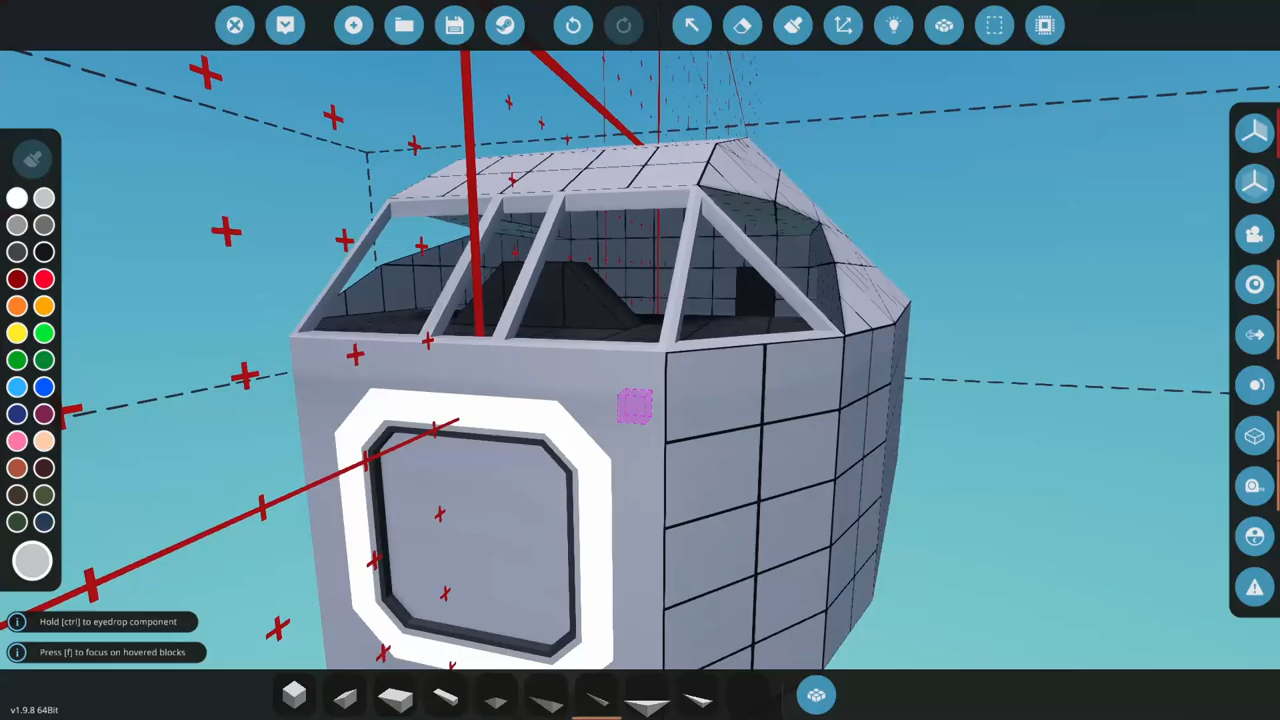 Hold [ctrl] to eyedrop component
Press [f] to focus on hovered blocks
v1.9.8 64Bit